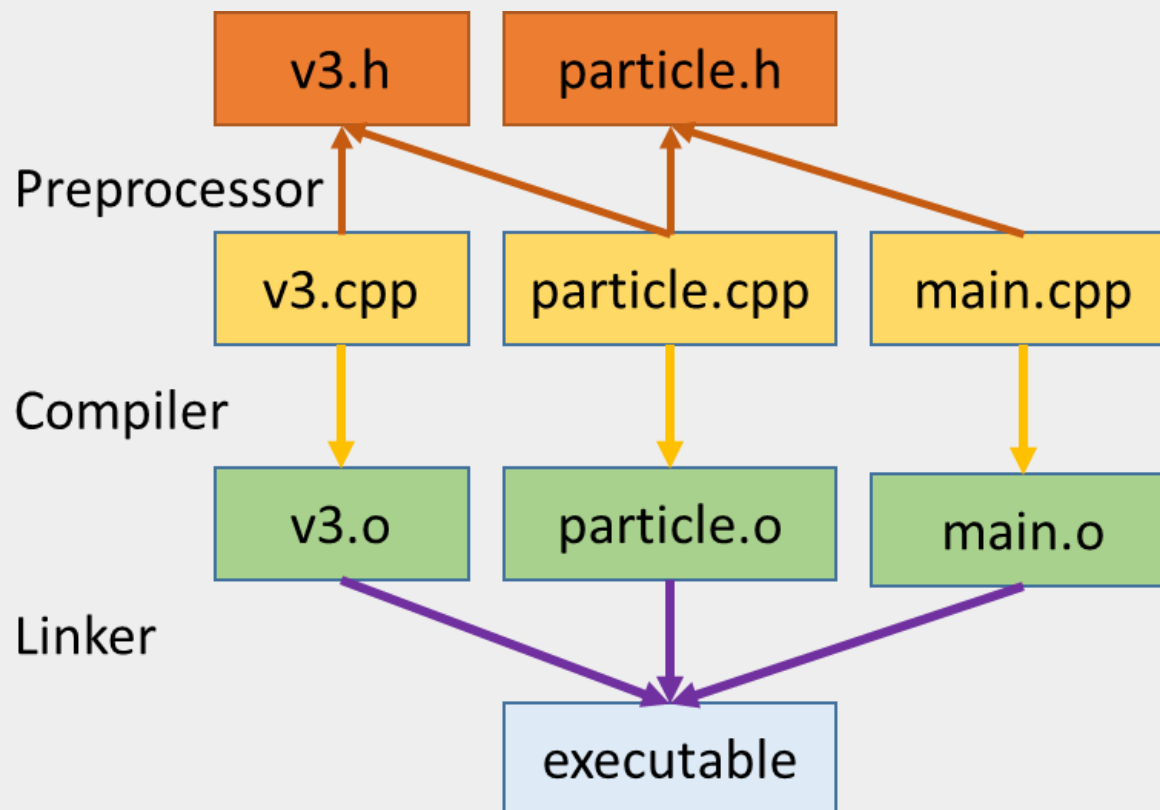 v3.h
particle.h
Preprocessor
v3.cpp
particle.cpp
main.cpp
Compiler
v3.o
particle.o
main.o
Linker
executable